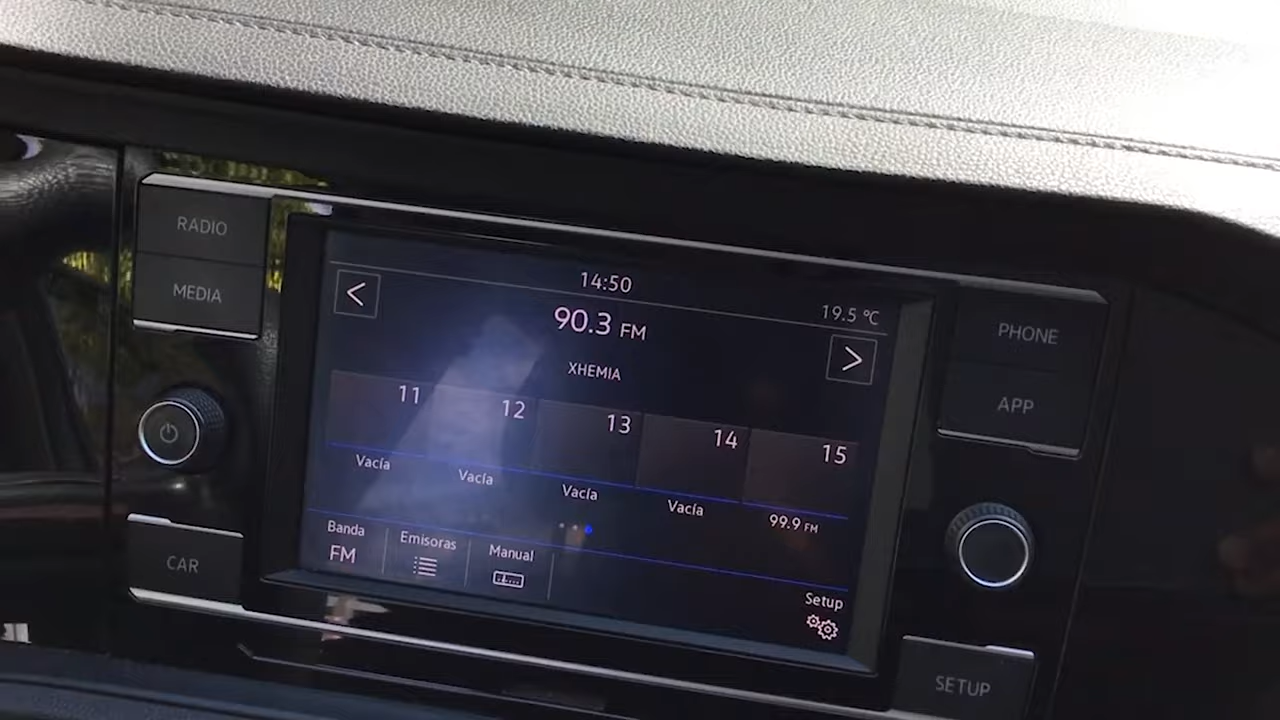 RADIO
MEDIA
CAR
14:50
19.5 °C
<
90.3 FM
>
XHEMIA
11
12
13
14
15
Vacía
Vacía
Vacía
Vacía
99.9 FM
Banda
FM
Emisoras
Manual
Setup
PHONE
APP
SETUP